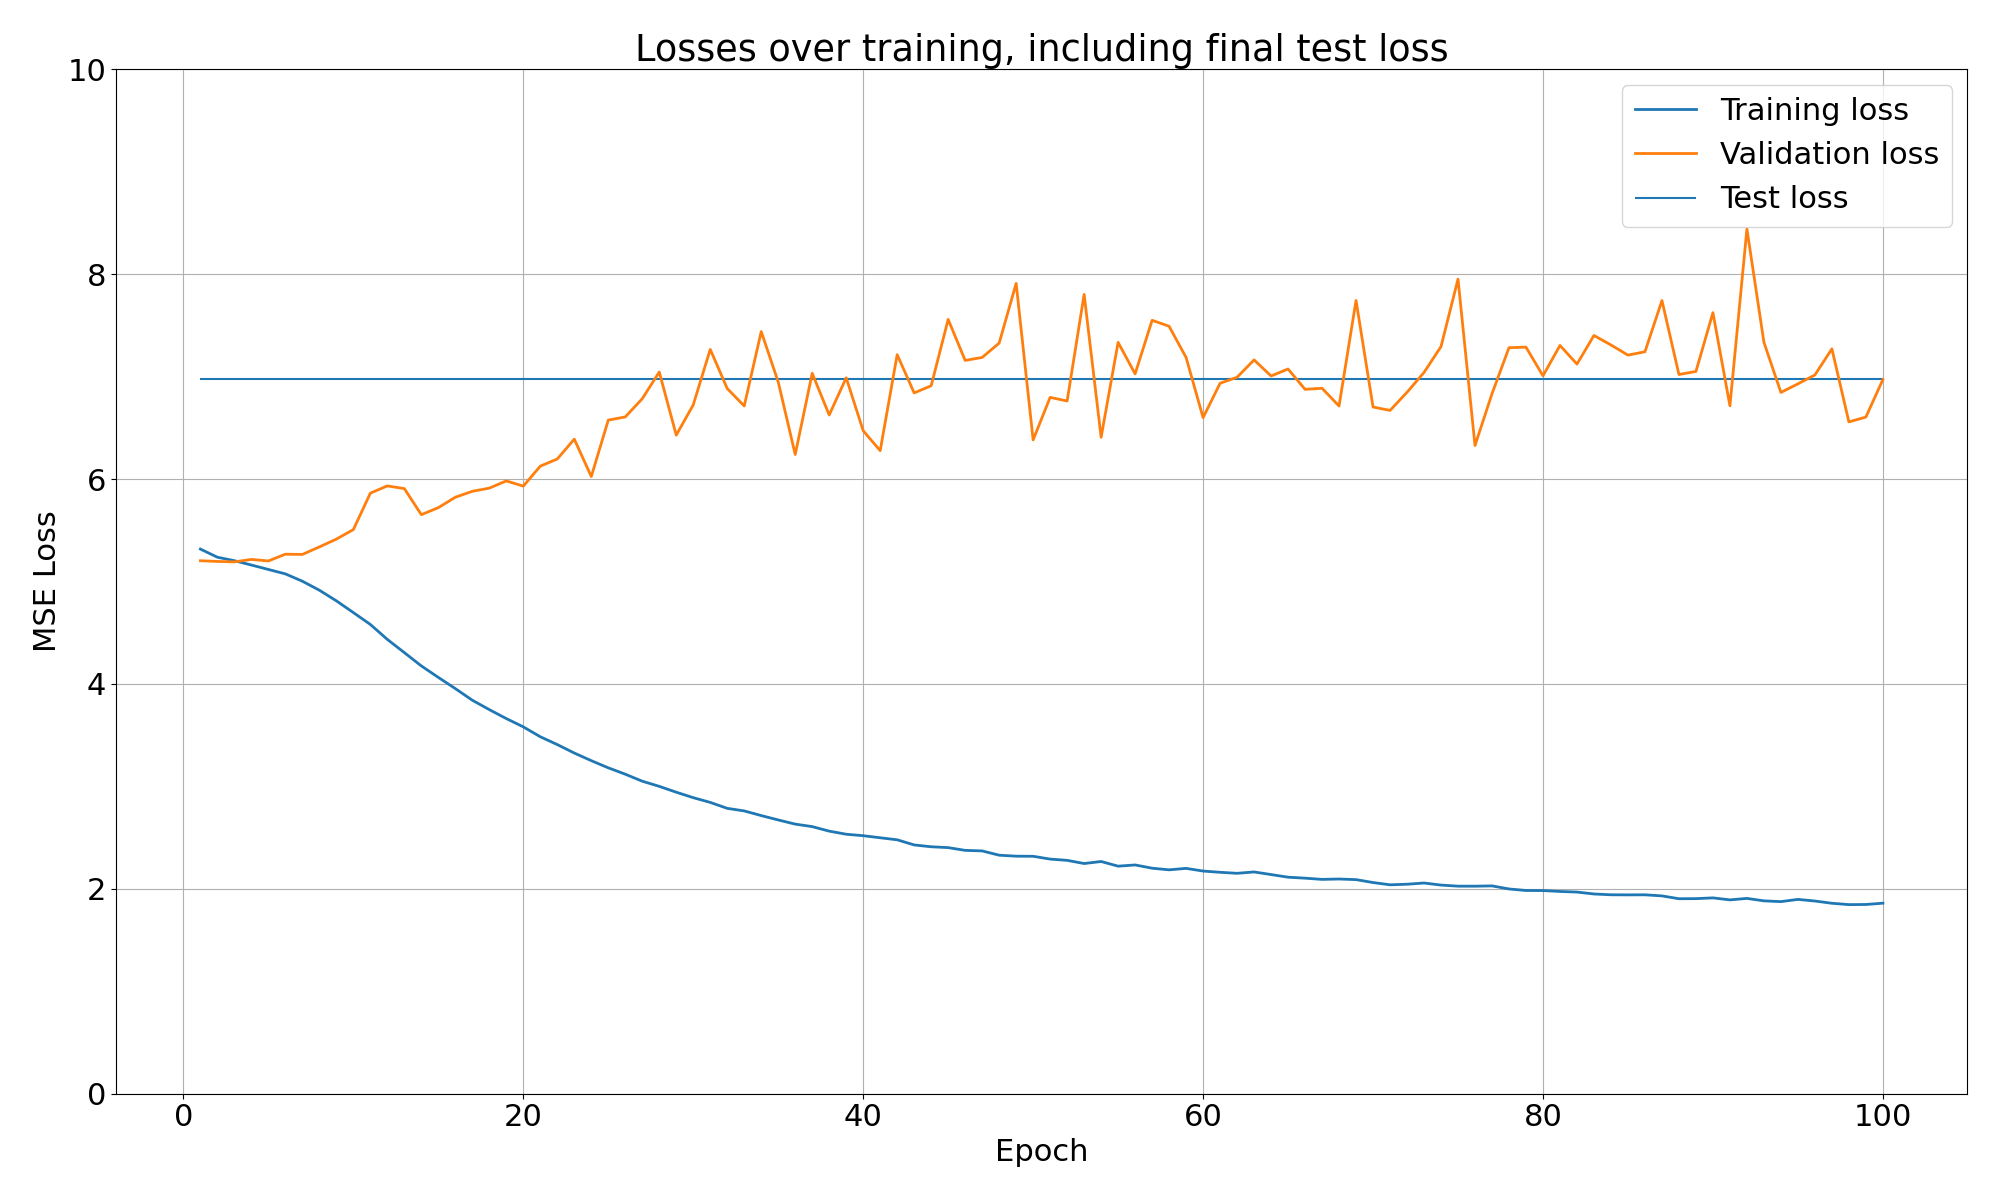 Losses over training, including final test loss
10
8
6
4
2
0
MSE Loss
Training loss
Validation loss
Test loss
0 20 40 60 80 100
Epoch